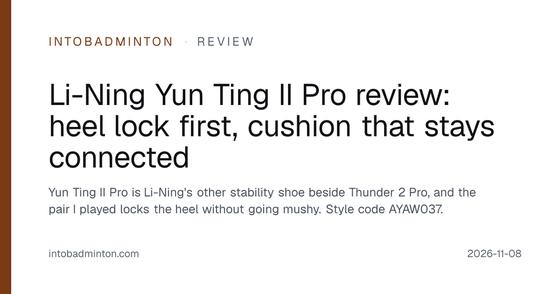 INTOBADMINTON · REVIEW
Li-Ning Yun Ting II Pro review:
heel lock first, cushion that stays
connected
Yun Ting II Pro is Li-Ning's other stability shoe beside Thunder 2 Pro, and the
pair I played locks the heel without going mushy. Style code AYAW037.
intobadminton.com
2026-11-08